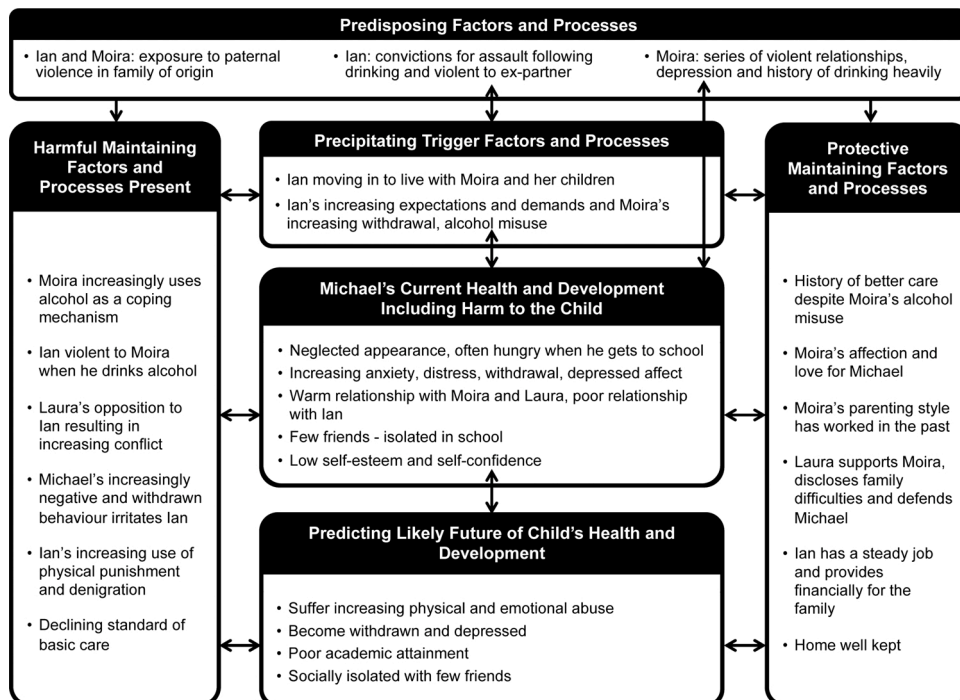 Predisposing Factors and Processes
• Ian and Moira: exposure to paternal
violence in family of origin
Ian: convictions for assault following
drinking and violent to ex-partner
• Moira: series of violent relationships,
depression and history of drinking heavily
Harmful Maintaining
Factors and
Processes Present
• Moira increasingly uses
alcohol as a coping
mechanism
• Ian violent to Moira
when he drinks alcohol
• Laura's opposition to
Ian resulting in
increasing conflict
• Michael's increasingly
negative and withdrawn
behaviour irritates Ian
• Ian's increasing use of
physical punishment
and denigration
• Declining standard of
basic care
Precipitating Trigger Factors and Processes
• Ian moving in to live with Moira and her children
• Ian's increasing expectations and demands and Moira's
increasing withdrawal, alcohol misuse
Michael's Current Health and Development
Including Harm to the Child
• Neglected appearance, often hungry when he gets to school
• Increasing anxiety, distress, withdrawal, depressed affect
• Warm relationship with Moira and Laura, poor relationship
with Ian
• Few friends - isolated in school
• Low self-esteem and self-confidence
Predicting Likely Future of Child's Health and
Development
• Suffer increasing physical and emotional abuse
• Become withdrawn and depressed
• Poor academic attainment
• Socially isolated with few friends
Protective
Maintaining Factors
and Processes
• History of better care
despite Moira's alcohol
misuse
• Moira's affection and
love for Michael
• Moira's parenting style
has worked in the past
• Laura supports Moira,
discloses family
difficulties and defends
Michael
• Ian has a steady job
and provides
financially for the
family
• Home well kept